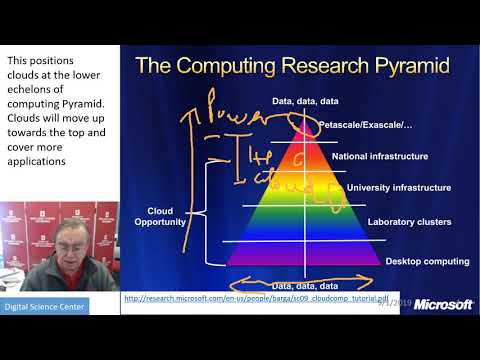 This positions
clouds at the lower
echelons of
computing Pyramid.
Clouds will move up
towards the top and
cover more
applications
The Computing Research Pyramid
Data, data, data
Power
Petascale/Exascale/…
National infrastructure
University infrastructure
Cloud
Opportunity
Laboratory clusters
Desktop computing
Data, data, data
Digital Science Center
http://research.microsoft.com/en-us/people/barga/sc09_cloudcomp_tutorial.pdf
/1/2019
Microsoft